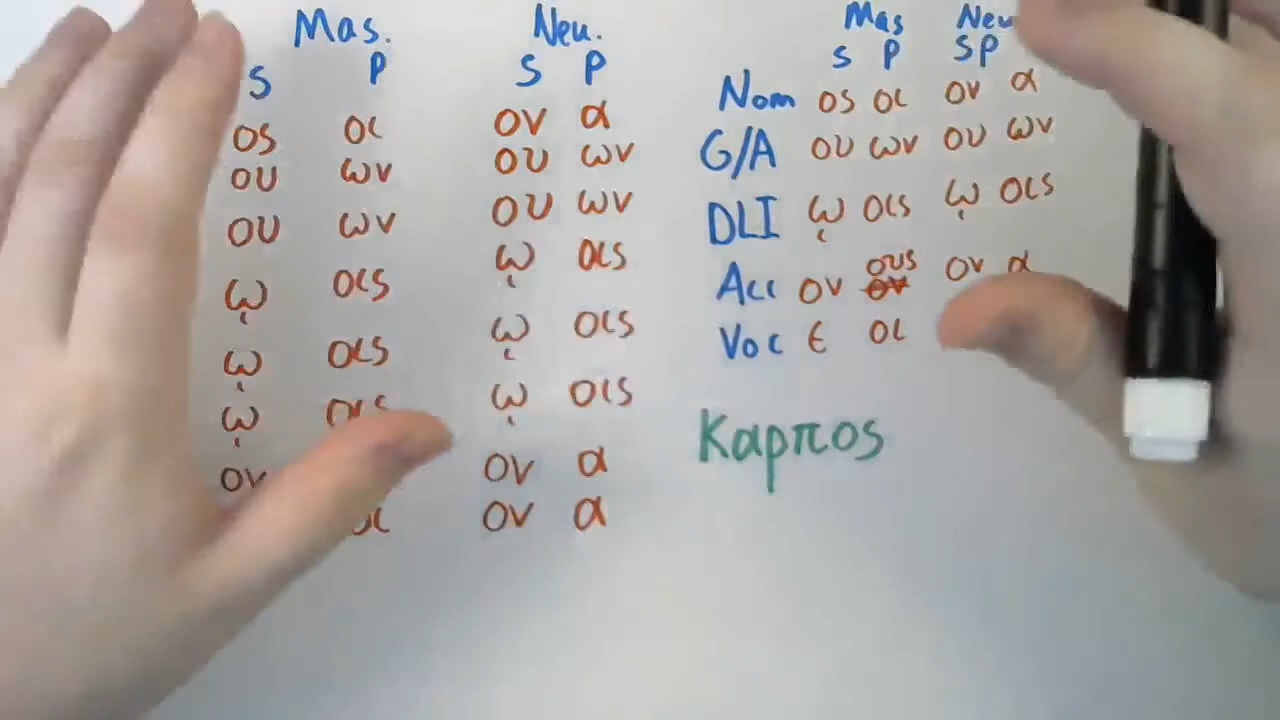 Mas. Neu.
S P S P
ος οι ον α
ου ων ου ων
ου ων ου ων
ῳ οις ῳ οις
ῳ οις ῳ οις
ῳ οις ῳ οις
ον ον α
οι ον α
Mas Neu
S P S P
Nom ος οι ον α
G/A ου ων ου ων
DLI ῳ οις ῳ οις
Acc ον ους ον α
Voc ε οι
Καρπος